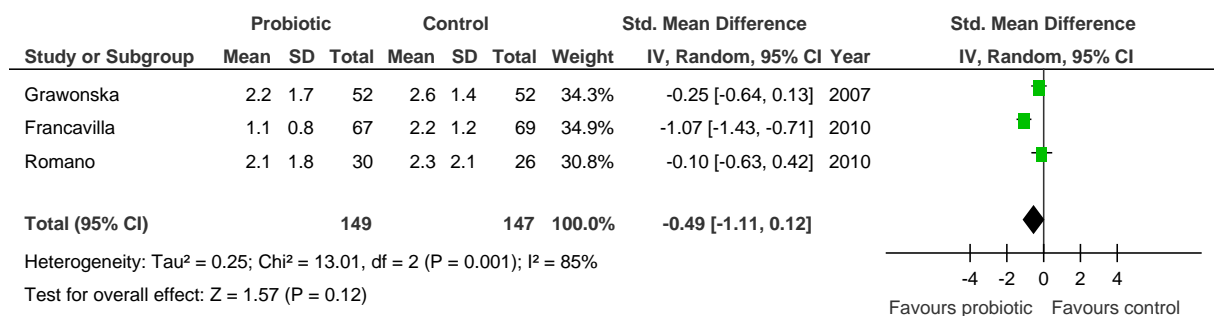 Probiotic Control Std. Mean Difference Std. Mean Difference
Study or Subgroup Mean SD Total Mean SD Total Weight IV, Random, 95% CI Year IV, Random, 95% CI
Grawonska 2.2 1.7 52 2.6 1.4 52 34.3% -0.25 [-0.64, 0.13] 2007
Francavilla 1.1 0.8 67 2.2 1.2 69 34.9% -1.07 [-1.43, -0.71] 2010
Romano 2.1 1.8 30 2.3 2.1 26 30.8% -0.10 [-0.63, 0.42] 2010
Total (95% CI) 149 147 100.0% -0.49 [-1.11, 0.12]
Heterogeneity: Tau² = 0.25; Chi² = 13.01, df = 2 (P = 0.001); I² = 85%
Test for overall effect: Z = 1.57 (P = 0.12)
-4 -2 0 2 4
Favours probiotic Favours control